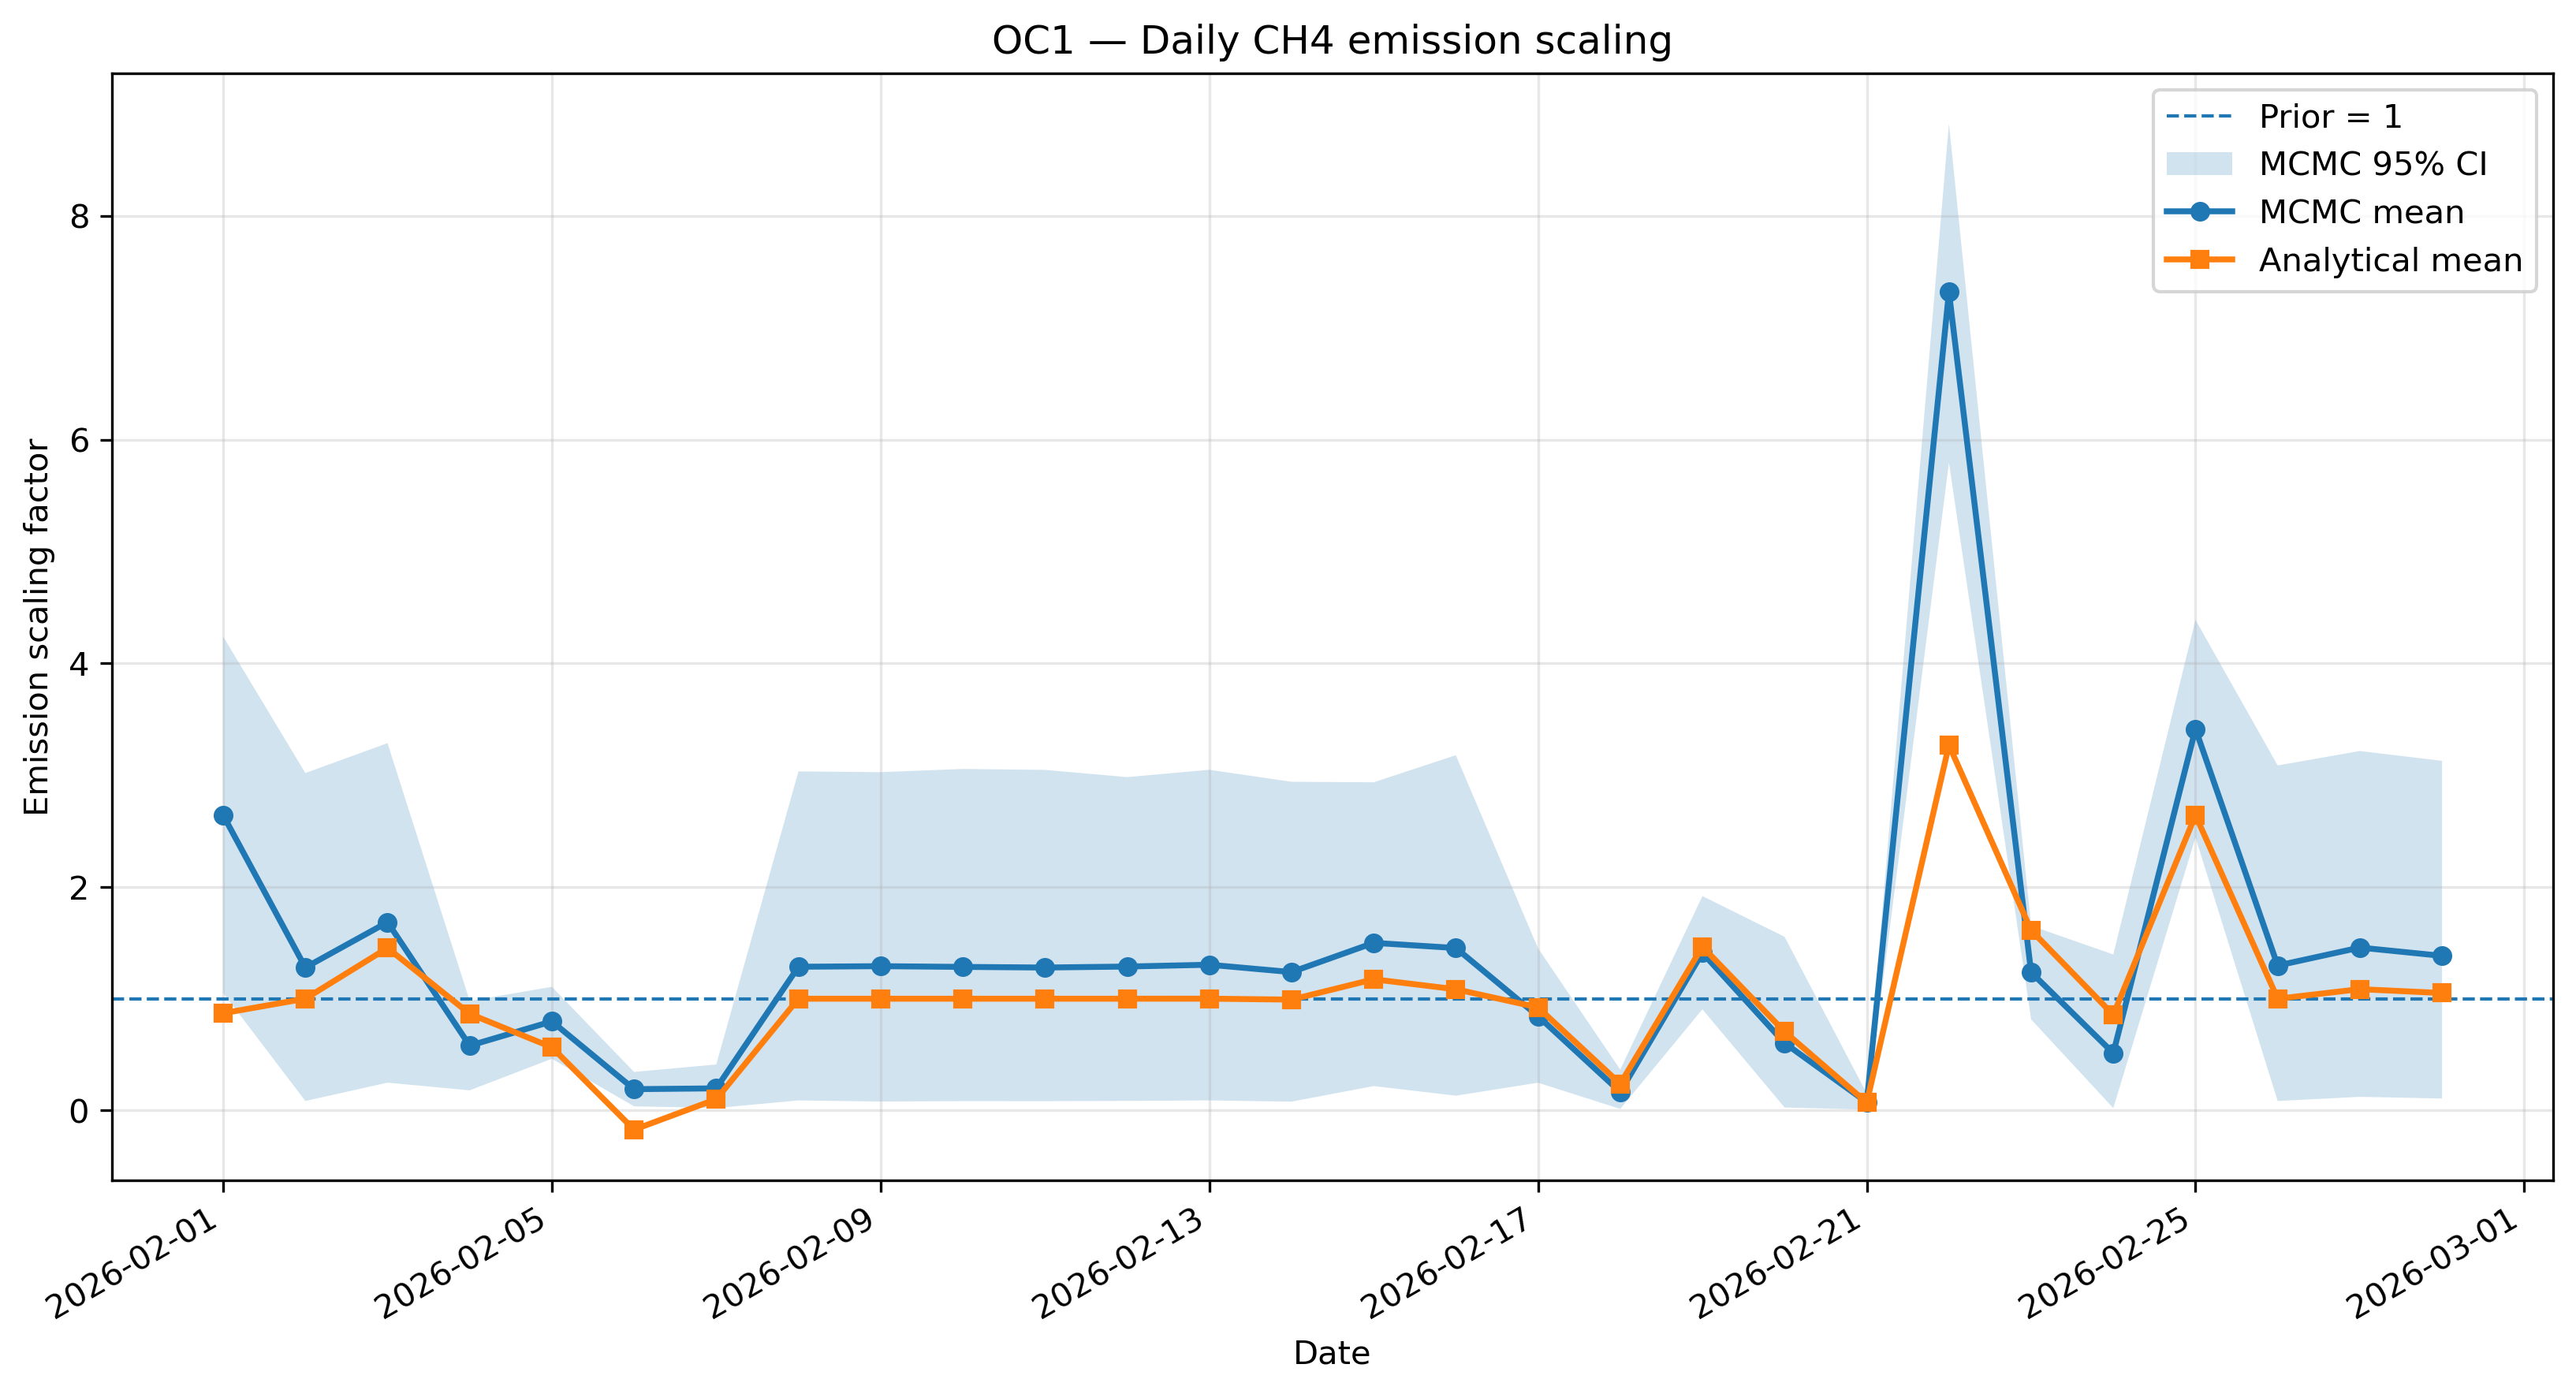 OC1 — Daily CH4 emission scaling
Prior = 1
MCMC 95% CI
MCMC mean
Analytical mean
Emission scaling factor
8
6
4
2
0
2026-02-01
2026-02-05
2026-02-09
2026-02-13
2026-02-17
2026-02-21
2026-02-25
2026-03-01
Date